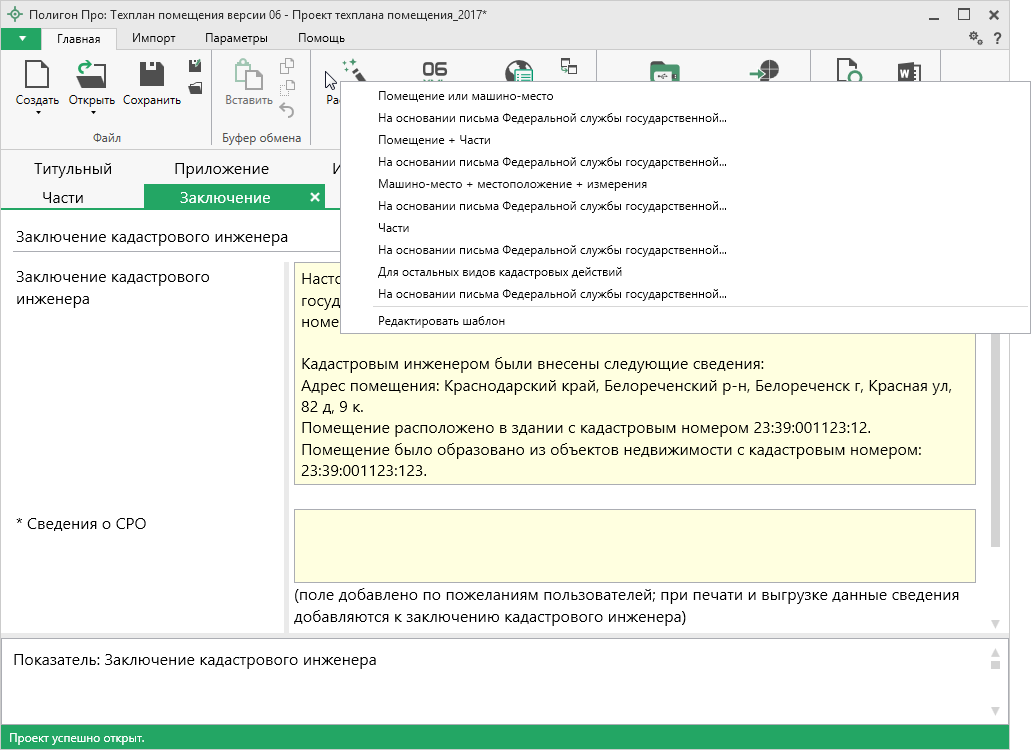 Полигон Про: Техплан помещения версии 06 - Проект техплана помещения_2017*
Главная Импорт Параметры Помощь
?
06
Создать Открыть Сохранить Вставить
Файл Буфер обмена
Помещение или машино-место
На основании письма Федеральной службы государственной...
Помещение + Части
На основании письма Федеральной службы государственной...
Машино-место + местоположение + измерения
На основании письма Федеральной службы государственной...
Части
На основании письма Федеральной службы государственной...
Для остальных видов кадастровых действий
На основании письма Федеральной службы государственной...
Редактировать шаблон
Титульный Приложение
Части Заключение
Заключение кадастрового инженера
Заключение кадастрового
инженера
Кадастровым инженером были внесены следующие сведения:
Адрес помещения: Краснодарский край, Белореченский р-н, Белореченск г, Красная ул,
82 д, 9 к.
Помещение расположено в здании с кадастровым номером 23:39:001123:12.
Помещение было образовано из объектов недвижимости с кадастровым номером:
23:39:001123:123.
* Сведения о СРО
(поле добавлено по пожеланиям пользователей; при печати и выгрузке данные сведения
добавляются к заключению кадастрового инженера)
Показатель: Заключение кадастрового инженера
Проект успешно открыт.